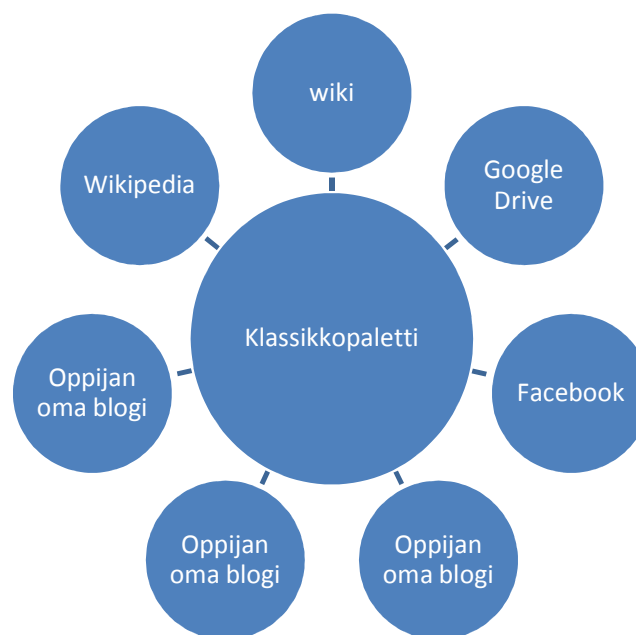 wiki
Google
Drive
Facebook
Oppijan
oma blogi
Oppijan
oma blogi
Oppijan
oma blogi
Wikipedia
Klassikkopaletti